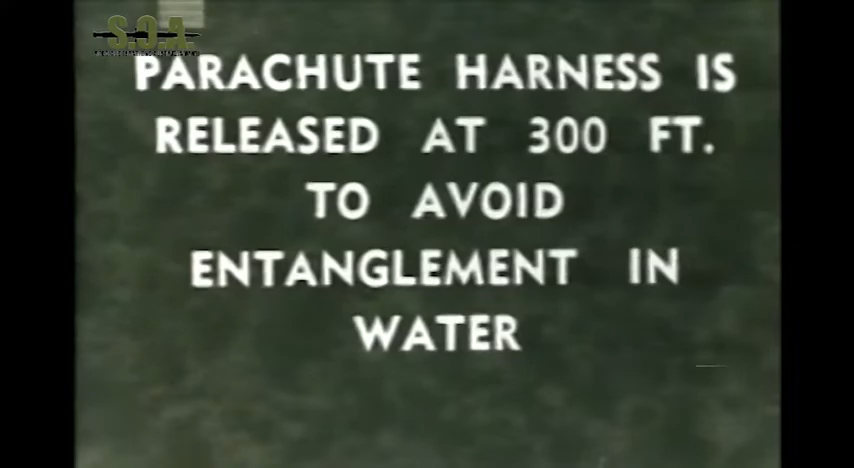 S.O.A.
PARACHUTE HARNESS IS
RELEASED AT 300 FT.
TO AVOID
ENTANGLEMENT IN
WATER